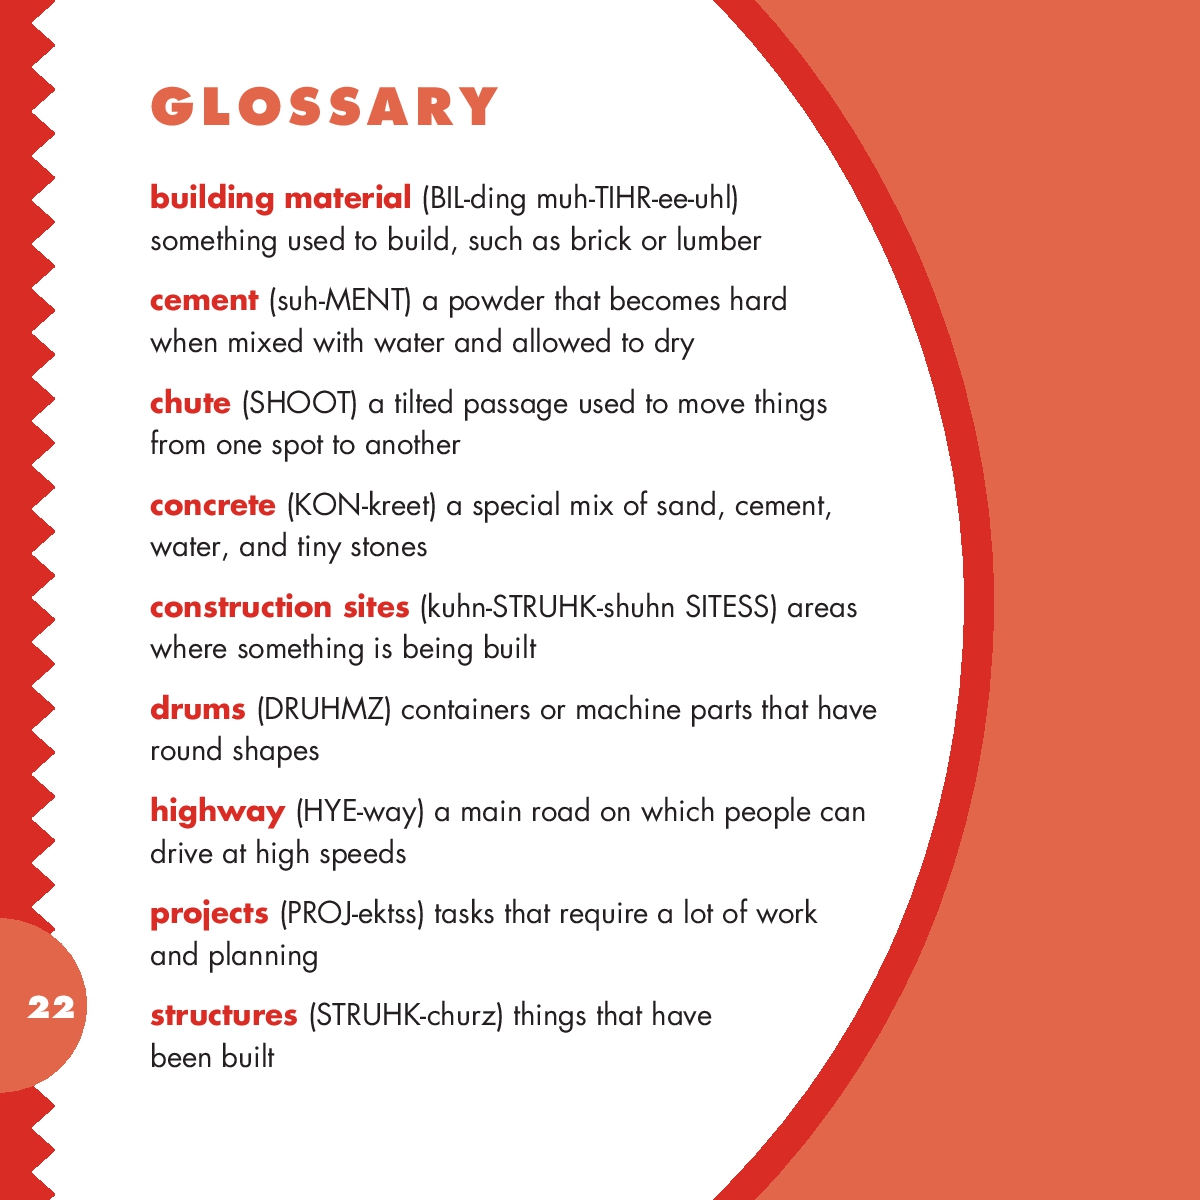 GLOSSARY
building material (BIL-ding muh-TIHR-ee-uhl)
something used to build, such as brick or lumber
cement (suh-MENT) a powder that becomes hard
when mixed with water and allowed to dry
chute (SHOOT) a tilted passage used to move things
from one spot to another
concrete (KON-kreet) a special mix of sand, cement,
water, and tiny stones
construction sites (kuhn-STRUHK-shuhn SITESS) areas
where something is being built
drums (DRUHMZ) containers or machine parts that have
round shapes
highway (HYE-way) a main road on which people can
drive at high speeds
projects (PROJ-ektss) tasks that require a lot of work
and planning
structures (STRUHK-churz) things that have
been built
22